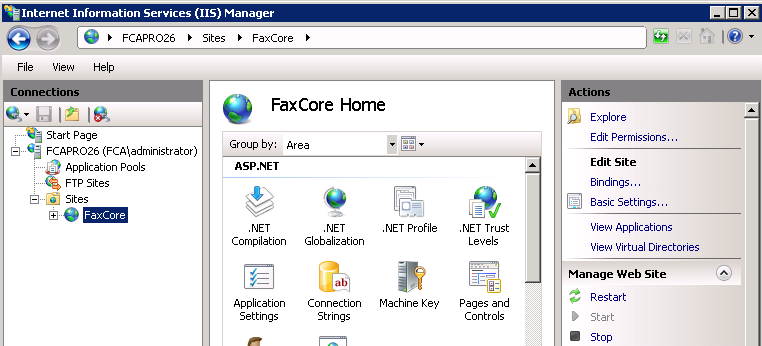 Internet Information Services (IIS) Manager
FCAPRO26 Sites FaxCore
File View Help
Connections
Start Page
FCAPRO26 (FCA\administrator)
Application Pools
FTP Sites
Sites
FaxCore
FaxCore Home
Group by: Area
ASP.NET
.NET Compilation
.NET Globalization
.NET Profile
.NET Trust Levels
Application Settings
Connection Strings
ab
Machine Key
Pages and Controls
Actions
Explore
Edit Permissions...
Edit Site
Bindings...
Basic Settings...
View Applications
View Virtual Directories
Manage Web Site
Restart
Start
Stop